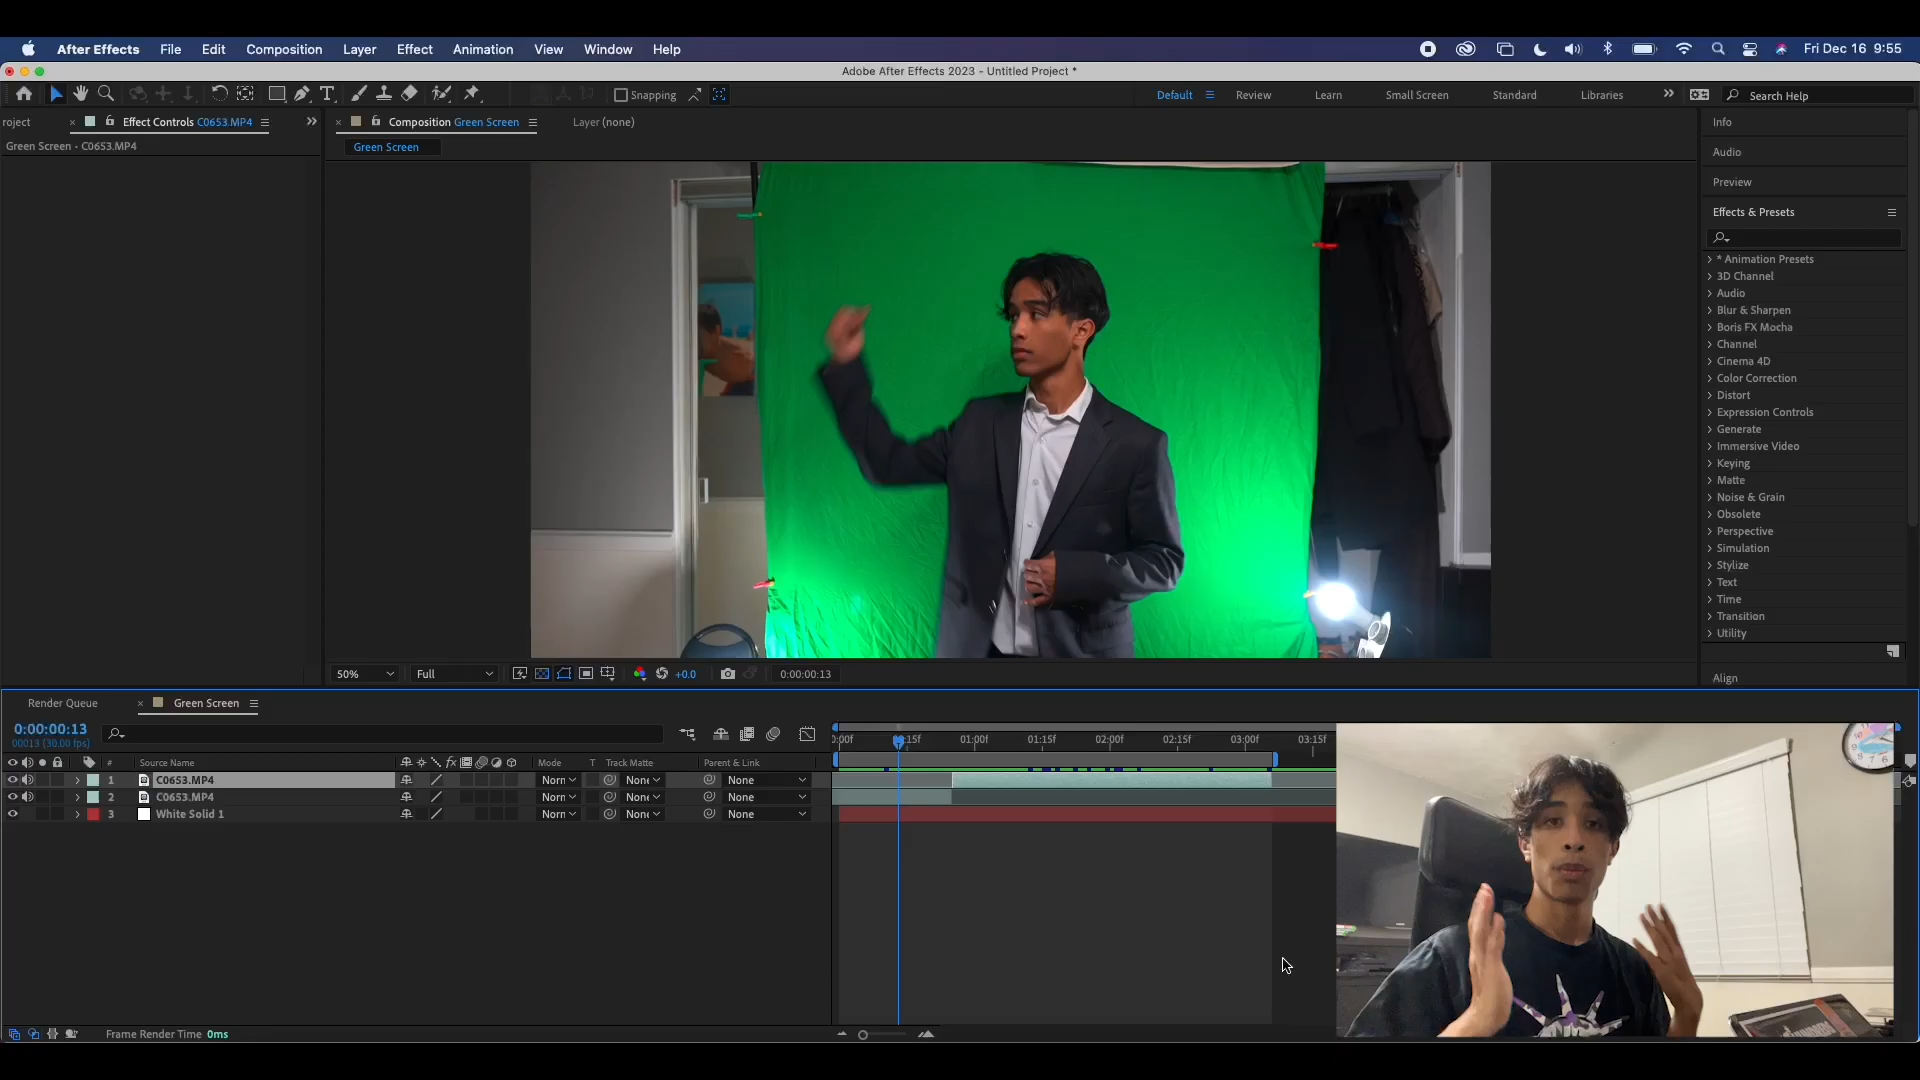 After Effects File Edit Composition Layer Effect Animation View Window Help Fri Dec 16 9:55
Adobe After Effects 2023 - Untitled Project *
Snapping Default Review Learn Small Screen Standard Libraries Search Help
roject Effect Controls C0653.MP4 Composition Green Screen Layer (none) Info
Green Screen • C0653.MP4 Green Screen
Audio
Preview
Effects & Presets
* Animation Presets
3D Channel
Audio
Blur & Sharpen
Boris FX Mocha
Channel
Cinema 4D
Color Correction
Distort
Expression Controls
Generate
Immersive Video
Keying
Matte
Noise & Grain
Obsolete
Perspective
Simulation
Stylize
Text
Time
Transition
Utility
50% Full +0.0 0:00:00:13 Align
Render Queue Green Screen
0:00:00:13
00013 (30.00 fps)
):00f 01:00f 01:15f 02:00f 02:15f 03:00f 03:15f
# Source Name fx Mode T Track Matte Parent & Link
1 C0653.MP4 Norn None None
2 C0653.MP4 Norn None None
3 White Solid 1 Norn None None
Frame Render Time 0ms